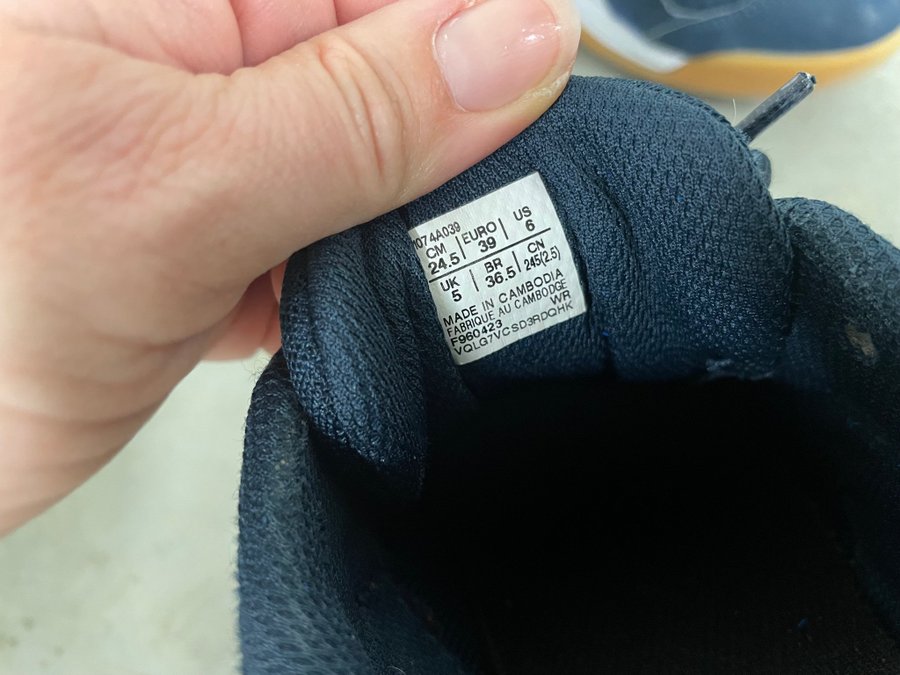 1074A039
CM | EURO | US
24.5 | 39 | 6
UK | BR | CN
5 | 36.5 | 245(2.5)
MADE IN CAMBODIA
FABRIQUE AU CAMBODGE
F960423 WR
VQLG7VCSD3RDQHK